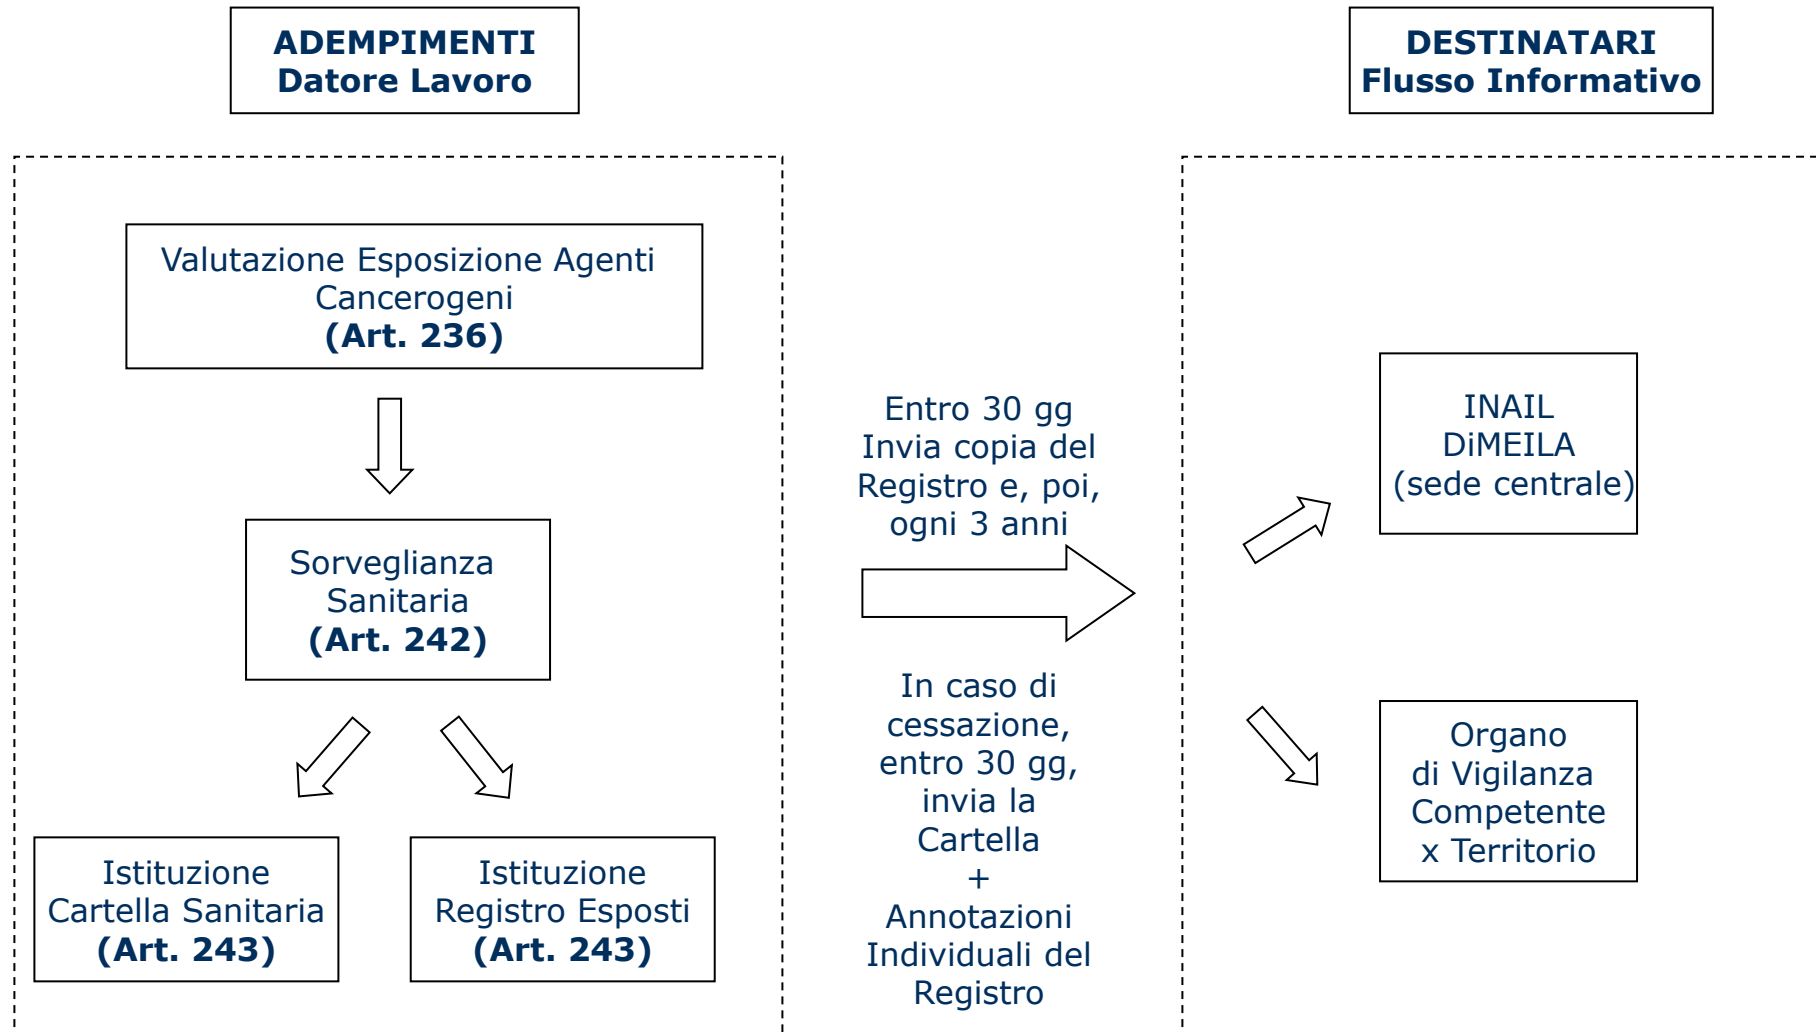 ADEMPIMENTI
Datore Lavoro
DESTINATARI
Flusso Informativo
Valutazione Esposizione Agenti
Cancerogeni
(Art. 236)
Sorveglianza
Sanitaria
(Art. 242)
Istituzione
Cartella Sanitaria
(Art. 243)
Istituzione
Registro Esposti
(Art. 243)
Entro 30 gg
Invia copia del
Registro e, poi,
ogni 3 anni
In caso di
cessazione,
entro 30 gg,
invia la
Cartella
+
Annotazioni
Individuali del
Registro
INAIL
DiMEILA
(sede centrale)
Organo
di Vigilanza
Competente
x Territorio